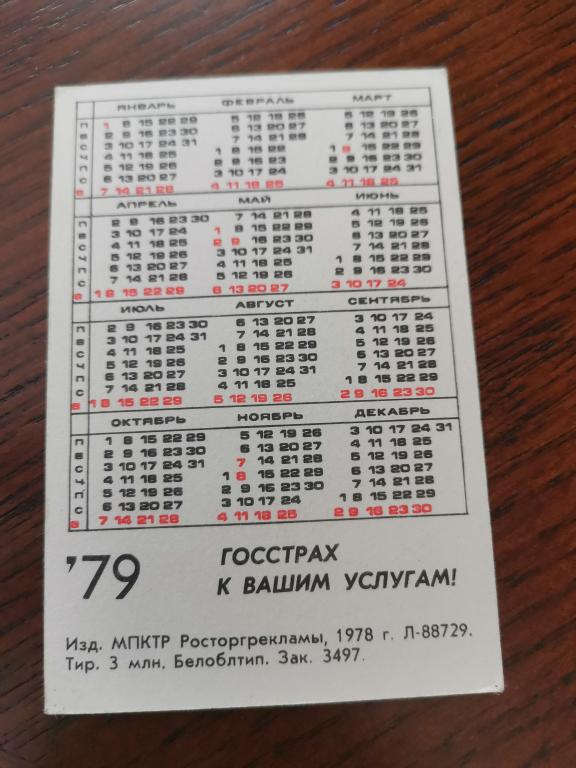 ЯНВАРЬ ФЕВРАЛЬ МАРТ
П 1 8 15 22 29 5 12 19 26 5 12 19 26
В 2 9 16 23 30 6 13 20 27 6 13 20 27
С 3 10 17 24 31 7 14 21 28 7 14 21 28
Ч 4 11 18 25 1 8 15 22 1 8 15 22 29
П 5 12 19 26 2 9 16 23 2 9 16 23 30
С 6 13 20 27 3 10 17 24 3 10 17 24 31
В 7 14 21 28 4 11 18 25 4 11 18 25
АПРЕЛЬ МАЙ ИЮНЬ
П 2 9 16 23 30 7 14 21 28 4 11 18 25
В 3 10 17 24 1 8 15 22 29 5 12 19 26
С 4 11 18 25 2 9 16 23 30 6 13 20 27
Ч 5 12 19 26 3 10 17 24 31 7 14 21 28
П 6 13 20 27 4 11 18 25 1 8 15 22 29
С 7 14 21 28 5 12 19 26 2 9 16 23 30
В 1 8 15 22 29 6 13 20 27 3 10 17 24
ИЮЛЬ АВГУСТ СЕНТЯБРЬ
П 2 9 16 23 30 6 13 20 27 3 10 17 24
В 3 10 17 24 31 7 14 21 28 4 11 18 25
С 4 11 18 25 1 8 15 22 29 5 12 19 26
Ч 5 12 19 26 2 9 16 23 30 6 13 20 27
П 6 13 20 27 3 10 17 24 31 7 14 21 28
С 7 14 21 28 4 11 18 25 1 8 15 22 29
В 1 8 15 22 29 5 12 19 26 2 9 16 23 30
ОКТЯБРЬ НОЯБРЬ ДЕКАБРЬ
П 1 8 15 22 29 5 12 19 26 3 10 17 24 31
В 2 9 16 23 30 6 13 20 27 4 11 18 25
С 3 10 17 24 31 7 14 21 28 5 12 19 26
Ч 4 11 18 25 1 8 15 22 29 6 13 20 27
П 5 12 19 26 2 9 16 23 30 7 14 21 28
С 6 13 20 27 3 10 17 24 1 8 15 22 29
В 7 14 21 28 4 11 18 25 2 9 16 23 30
'79
ГОССТРАХ
К ВАШИМ УСЛУГАМ!
Изд. МПКТР Росторгрекламы, 1978 г. Л-88729.
Тир. 3 млн. Белоблтип. Зак. 3497.